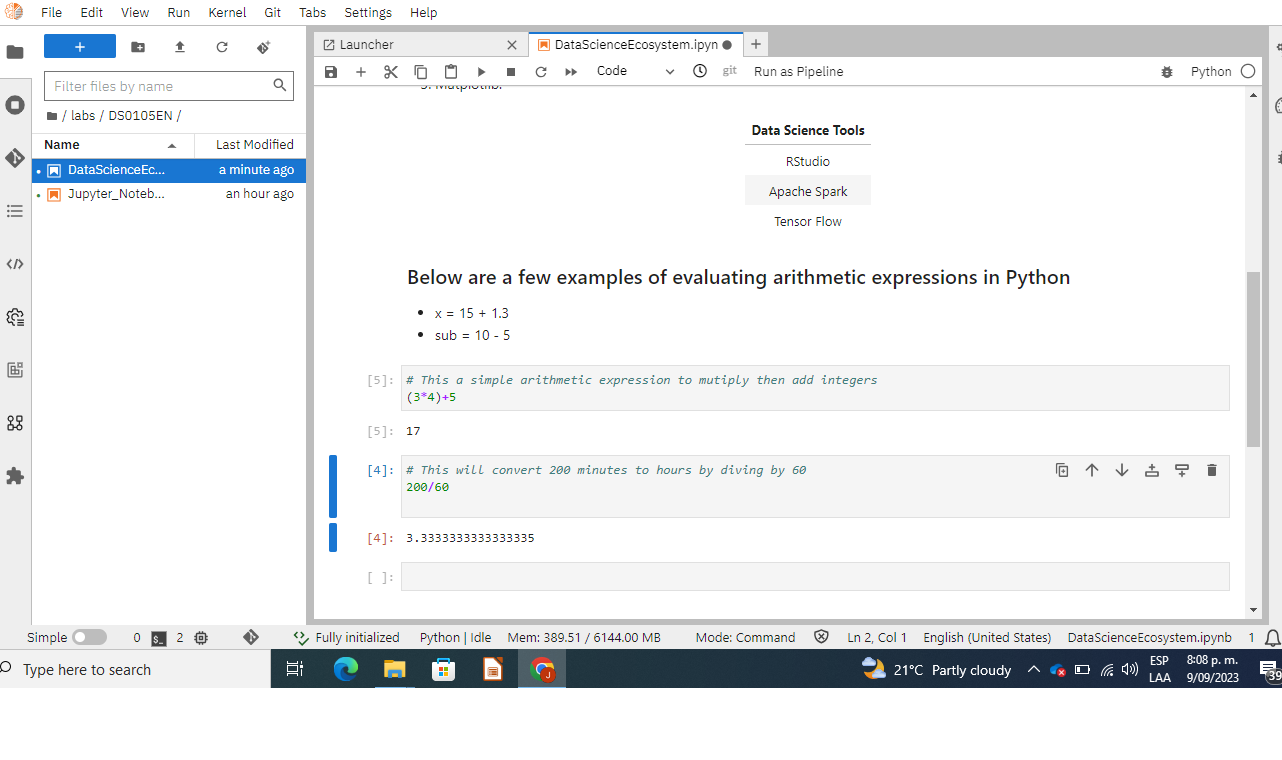 File Edit View Run Kernel Git Tabs Settings Help
+
Filter files by name
/ labs / DS0105EN /
Name Last Modified
DataScienceEc... a minute ago
Jupyter_Noteb... an hour ago
Launcher
DataScienceEcosystem.ipyn
Code
git
Run as Pipeline
Python
3. Matplotlib.
Data Science Tools
RStudio
Apache Spark
Tensor Flow
Below are a few examples of evaluating arithmetic expressions in Python
• x = 15 + 1.3
• sub = 10 - 5
[5]: # This a simple arithmetic expression to mutiply then add integers
(3*4)+5
[5]: 17
[4]: # This will convert 200 minutes to hours by diving by 60
200/60
[4]: 3.3333333333333335
[ ]:
Simple 0 $_ 2 Fully initialized Python | Idle Mem: 389.51 / 6144.00 MB Mode: Command Ln 2, Col 1 English (United States) DataScienceEcosystem.ipynb 1
Type here to search
J
21°C Partly cloudy
ESP
LAA
8:08 p. m.
9/09/2023
39